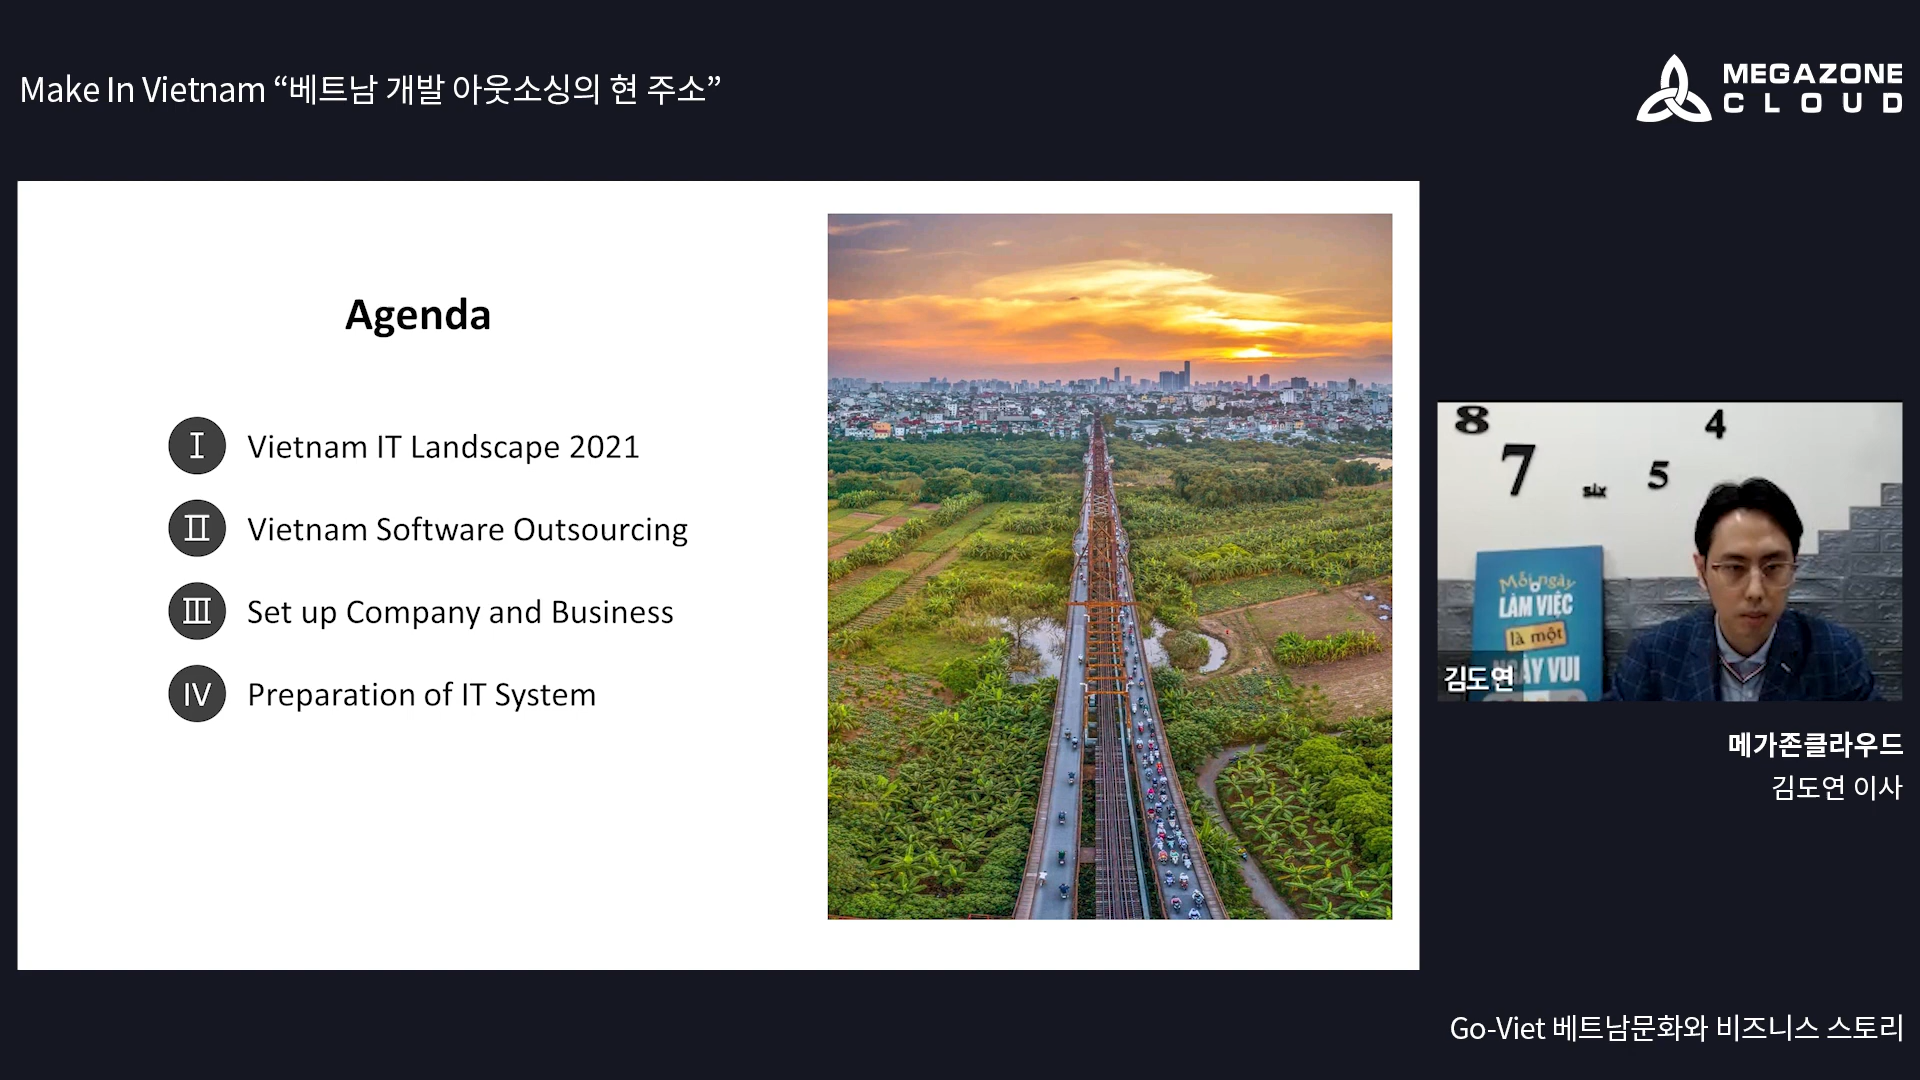 Make In Vietnam “베트남 개발 아웃소싱의 현 주소”
MEGAZONE
CLOUD
Agenda
I Vietnam IT Landscape 2021
II Vietnam Software Outsourcing
III Set up Company and Business
IV Preparation of IT System
8
4
7
5
six
Mỗi ngày
LÀM VIỆC
là một
NGÀY VUI
김도연
메가존클라우드
김도연 이사
Go-Viet 베트남문화와 비즈니스 스토리